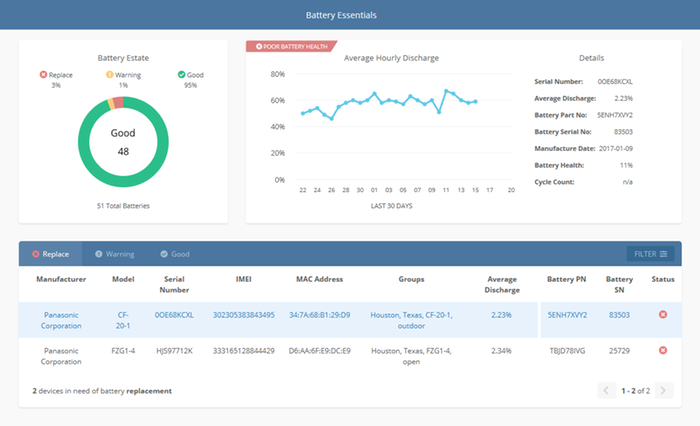 Battery Essentials
Battery Estate
Replace Warning Good
3% 1% 95%
Good
48
51 Total Batteries
POOR BATTERY HEALTH
Average Hourly Discharge
80%
60%
40%
20%
0%
22 24 26 28 30 01 03 05 07 09 11 13 15 17 20
LAST 30 DAYS
Details
Serial Number: 0OE68KCXL
Average Discharge: 2.23%
Battery Part No: 5ENH7XVY2
Battery Serial No: 83503
Manufacture Date: 2017-01-09
Battery Health: 11%
Cycle Count: n/a
Replace Warning Good FILTER
Manufacturer Model Serial Number IMEI MAC Address Groups Average Discharge Battery PN Battery SN Status
Panasonic Corporation CF-20-1 0OE68KCXL 302305383843495 34:7A:68:B1:29:D9 Houston, Texas, CF-20-1, outdoor 2.23% 5ENH7XVY2 83503
Panasonic Corporation FZG1-4 HJS97712K 333165128844429 D6:AA:6F:E9:DC:E9 Houston, Texas, FZG1-4, open 2.34% TBJD78IVG 25729
2 devices in need of battery replacement
1 - 2 of 2